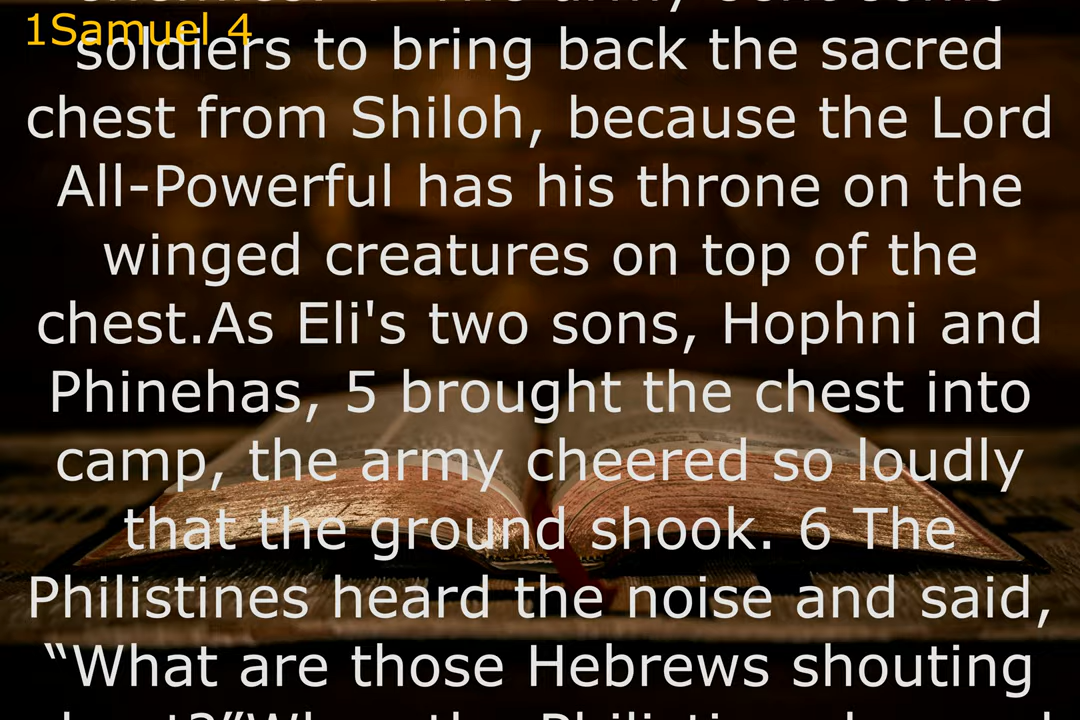 1Samuel 4
soldiers to bring back the sacred
chest from Shiloh, because the Lord
All-Powerful has his throne on the
winged creatures on top of the
chest.As Eli's two sons, Hophni and
Phinehas, 5 brought the chest into
camp, the army cheered so loudly
that the ground shook. 6 The
Philistines heard the noise and said,
“What are those Hebrews shouting